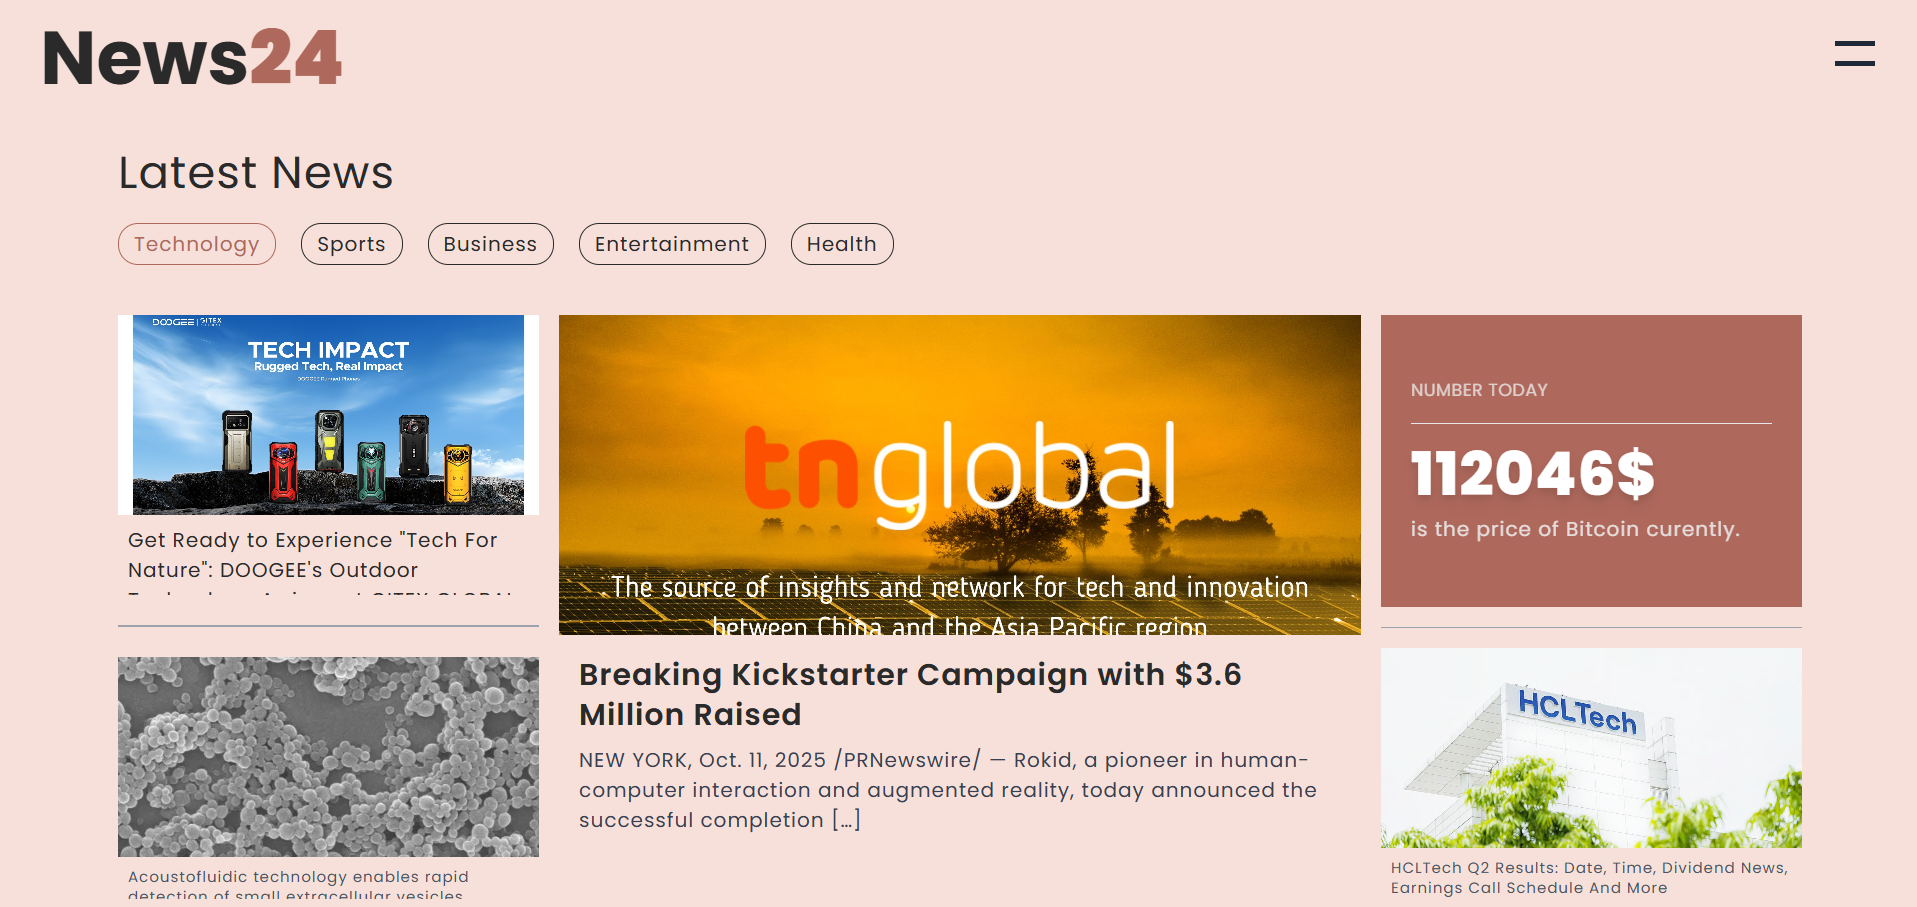 News24
Latest News
Technology
Sports
Business
Entertainment
Health
DOOGEE | GITEX
TECH IMPACT
Rugged Tech, Real Impact
DOOGEE Rugged Phones
Get Ready to Experience "Tech For
Nature": DOOGEE's Outdoor
Acoustofluidic technology enables rapid
detection of small extracellular vesicles
tnglobal
The source of insights and network for tech and innovation
between China and the Asia Pacific region
Breaking Kickstarter Campaign with $3.6
Million Raised
NEW YORK, Oct. 11, 2025 /PRNewswire/ — Rokid, a pioneer in human-
computer interaction and augmented reality, today announced the
successful completion […]
NUMBER TODAY
112046$
is the price of Bitcoin curently.
HCLTech
HCLTech Q2 Results: Date, Time, Dividend News,
Earnings Call Schedule And More